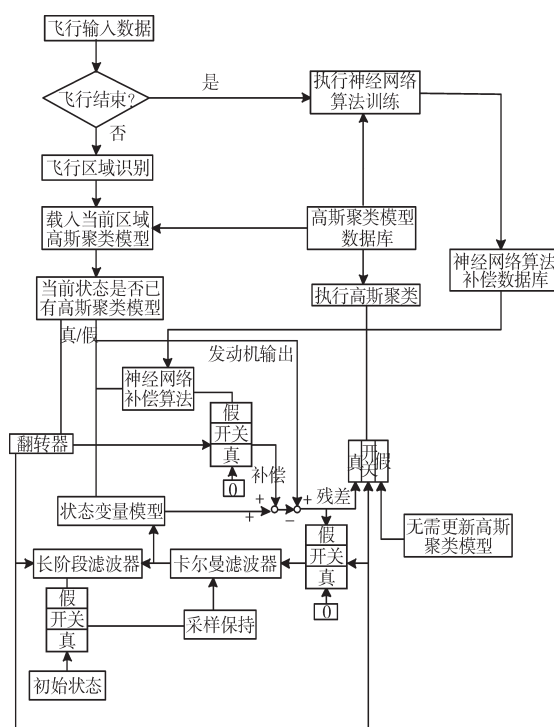 飞行输入数据
飞行结束?
是
否
执行神经网络
算法训练
飞行区域识别
载入当前区域
高斯聚类模型
高斯聚类模型
数据库
神经网络算法
补偿数据库
当前状态是否已
有高斯聚类模型
执行高斯聚类
真/假
发动机输出
神经网络
补偿算法
假
开关
真
0
翻转器
补偿
真
开关
假
状态变量模型
+
+
−
+
残差
无需更新高斯
聚类模型
长阶段滤波器
卡尔曼滤波器
假
开关
真
0
假
开关
真
采样保持
初始状态